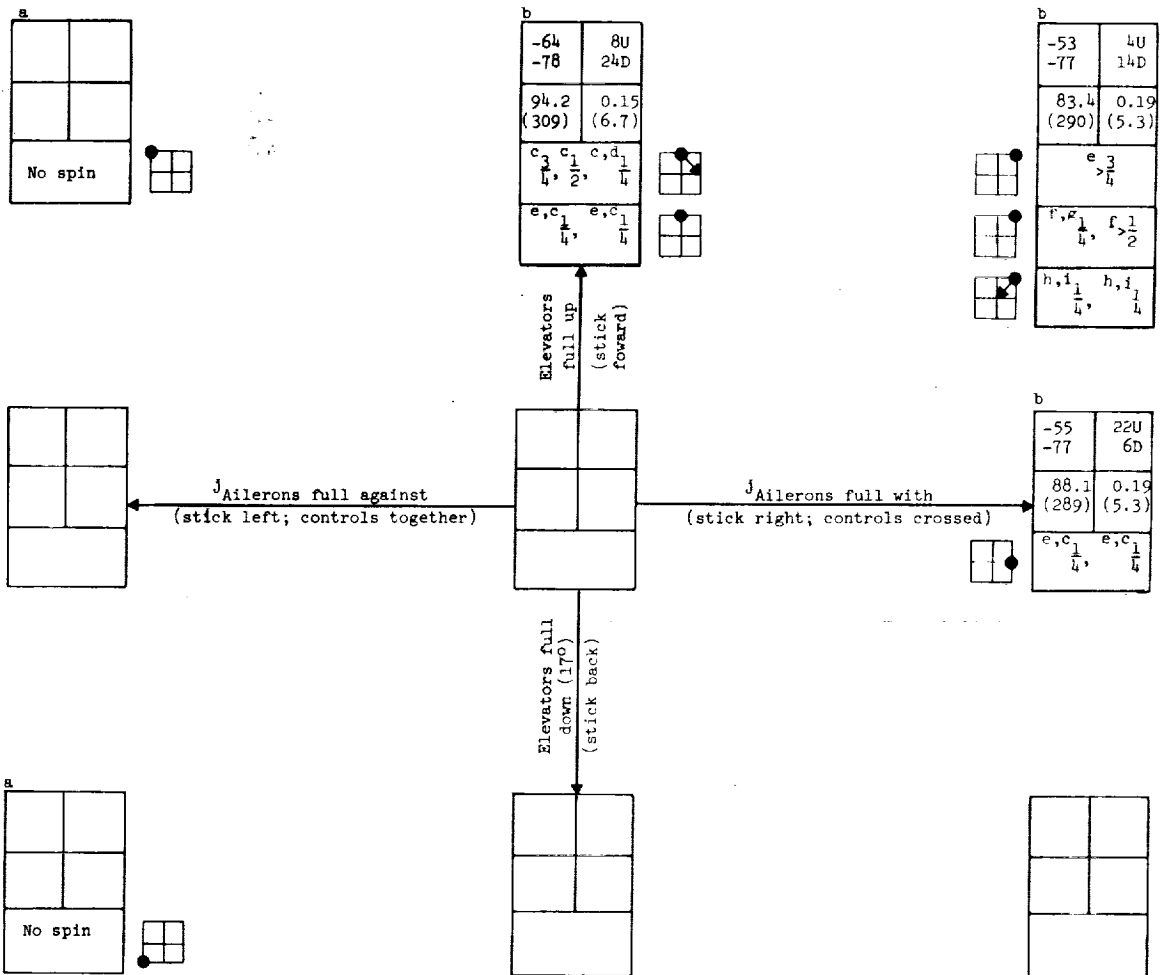 a
No spin
b
-64 8U
-78 24D
94.2 0.15
(309) (6.7)
c 3/4, c 1/2, c,d 1/4
e,c 1/4, e,c 1/4
b
-53 4U
-77 14D
83.4 0.19
(290) (5.3)
e >3/4
f,g 1/4, f >1/2
h,i 1/4, h,i 1/4
Elevators
full up
(stick
foward)
j Ailerons full against
(stick left; controls together)
j Ailerons full with
(stick right; controls crossed)
b
-55 22U
-77 6D
88.1 0.19
(289) (5.3)
e,c 1/4, e,c 1/4
Elevators full
down (17°)
(stick back)
a
No spin